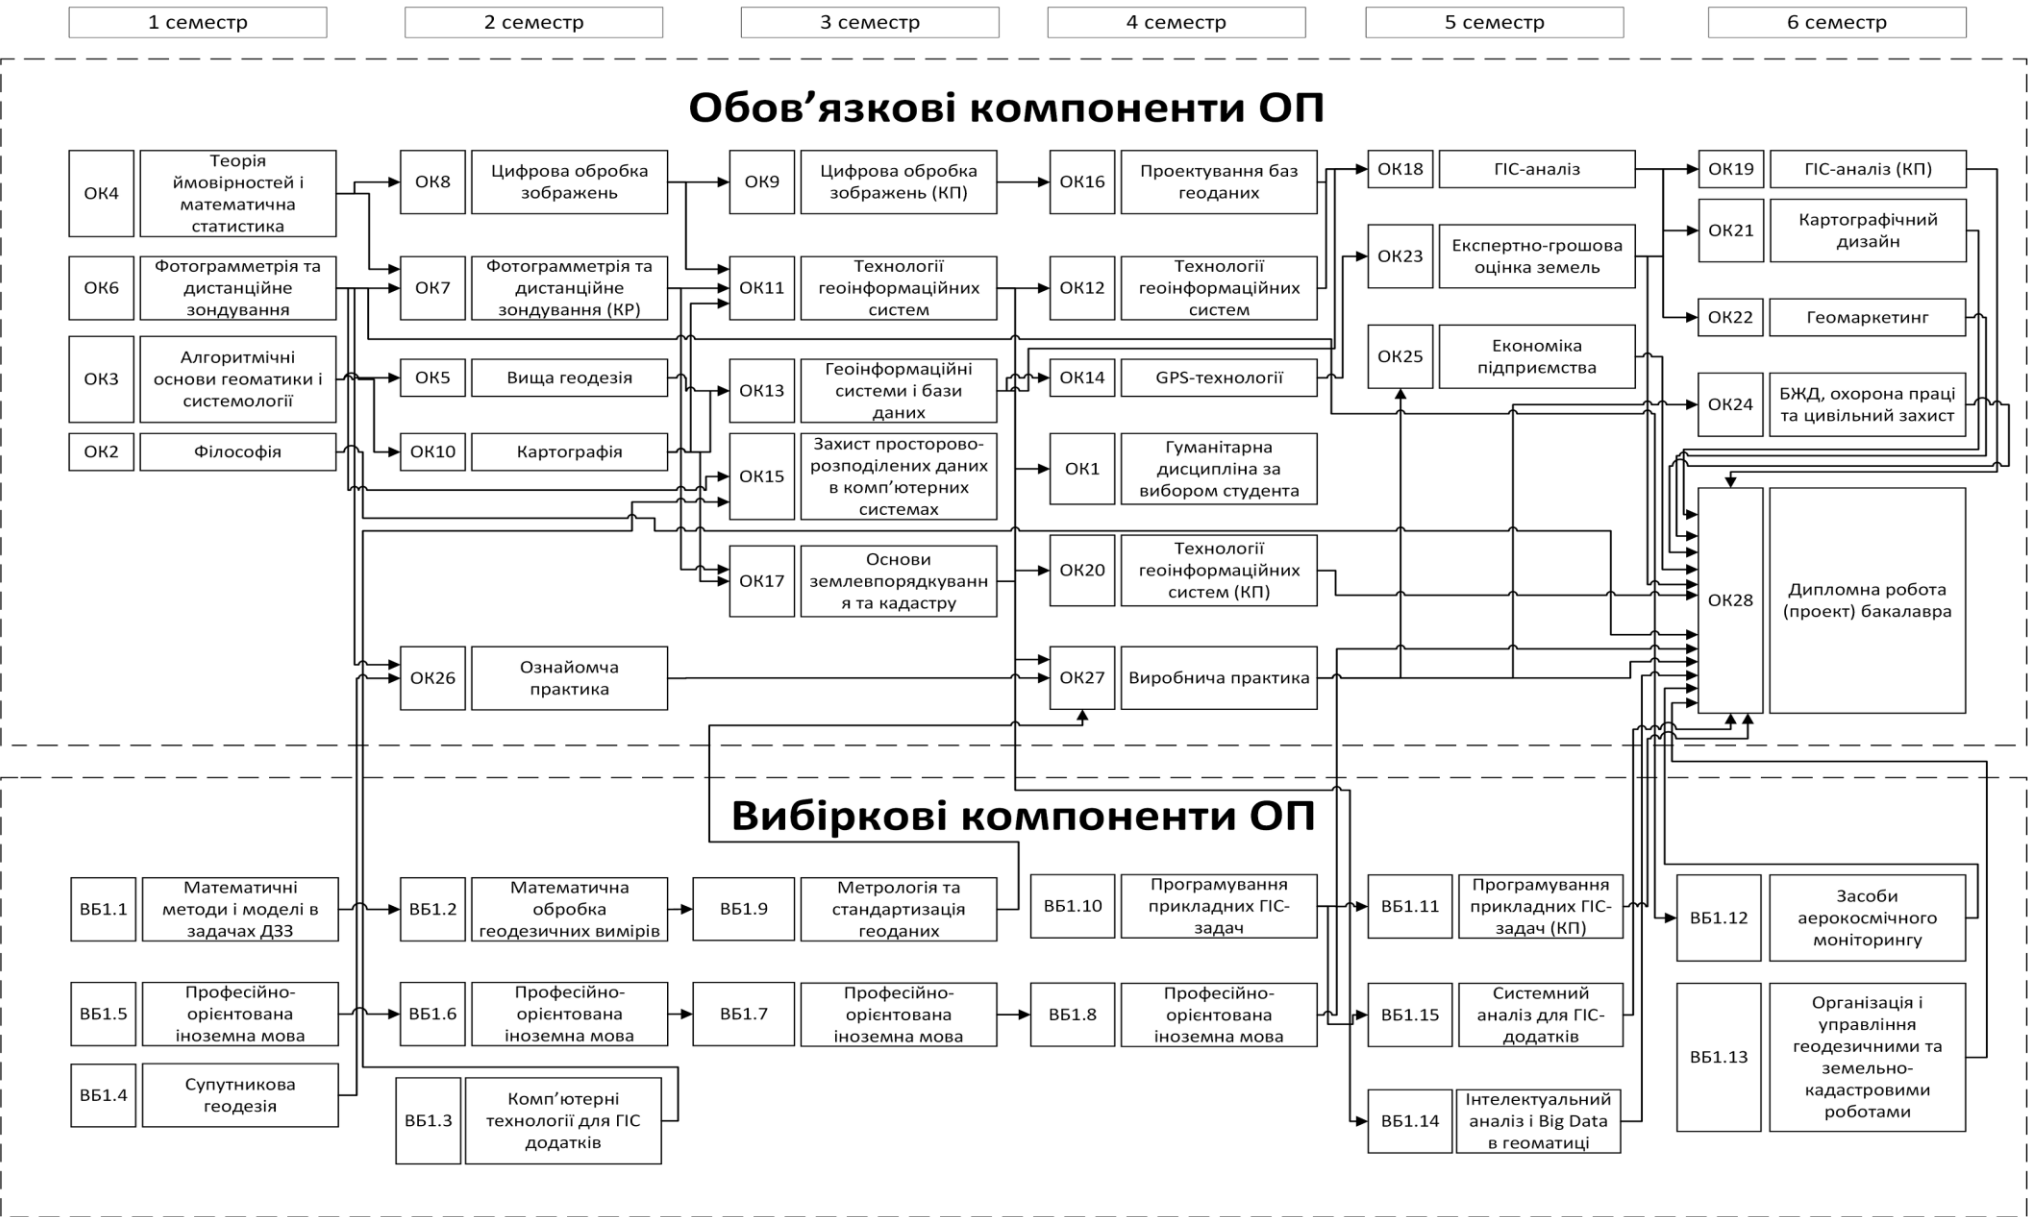 1 семестр
2 семестр
3 семестр
4 семестр
5 семестр
6 семестр
Обов’язкові компоненти ОП
ОК4
Теорія
ймовірностей і
математична
статистика
ОК8
Цифрова обробка
зображень
ОК9
Цифрова обробка
зображень (КП)
ОК16
Проектування баз
геоданих
ОК18
ГІС-аналіз
ОК19
ГІС-аналіз (КП)
ОК21
Картографічний
дизайн
ОК6
Фотограмметрія та
дистанційне
зондування
ОК7
Фотограмметрія та
дистанційне
зондування (КР)
ОК11
Технології
геоінформаційних
систем
ОК12
Технології
геоінформаційних
систем
ОК23
Експертно-грошова
оцінка земель
ОК22
Геомаркетинг
ОК3
Алгоритмічні
основи геоматики і
системології
ОК5
Вища геодезія
ОК13
Геоінформаційні
системи і бази
даних
ОК14
GPS-технології
ОК25
Економіка
підприємства
ОК24
БЖД, охорона праці
та цивільний захист
ОК2
Філософія
ОК10
Картографія
ОК15
Захист просторово-
розподілених даних
в комп’ютерних
системах
ОК1
Гуманітарна
дисципліна за
вибором студента
ОК17
Основи
землевпорядкуванн
я та кадастру
ОК20
Технології
геоінформаційних
систем (КП)
ОК28
Дипломна робота
(проект) бакалавра
ОК26
Ознайомча
практика
ОК27
Виробнича практика
Вибіркові компоненти ОП
ВБ1.1
Математичні
методи і моделі в
задачах ДЗЗ
ВБ1.2
Математична
обробка
геодезичних вимірів
ВБ1.9
Метрологія та
стандартизація
геоданих
ВБ1.10
Програмування
прикладних ГІС-
задач
ВБ1.11
Програмування
прикладних ГІС-
задач (КП)
ВБ1.12
Засоби
аерокосмічного
моніторингу
ВБ1.5
Професійно-
орієнтована
іноземна мова
ВБ1.6
Професійно-
орієнтована
іноземна мова
ВБ1.7
Професійно-
орієнтована
іноземна мова
ВБ1.8
Професійно-
орієнтована
іноземна мова
ВБ1.15
Системний
аналіз для ГІС-
додатків
ВБ1.13
Організація і
управління
геодезичними та
земельно-
кадастровими
роботами
ВБ1.4
Супутникова
геодезія
ВБ1.3
Комп’ютерні
технології для ГІС
додатків
ВБ1.14
Інтелектуальний
аналіз і Big Data
в геоматиці